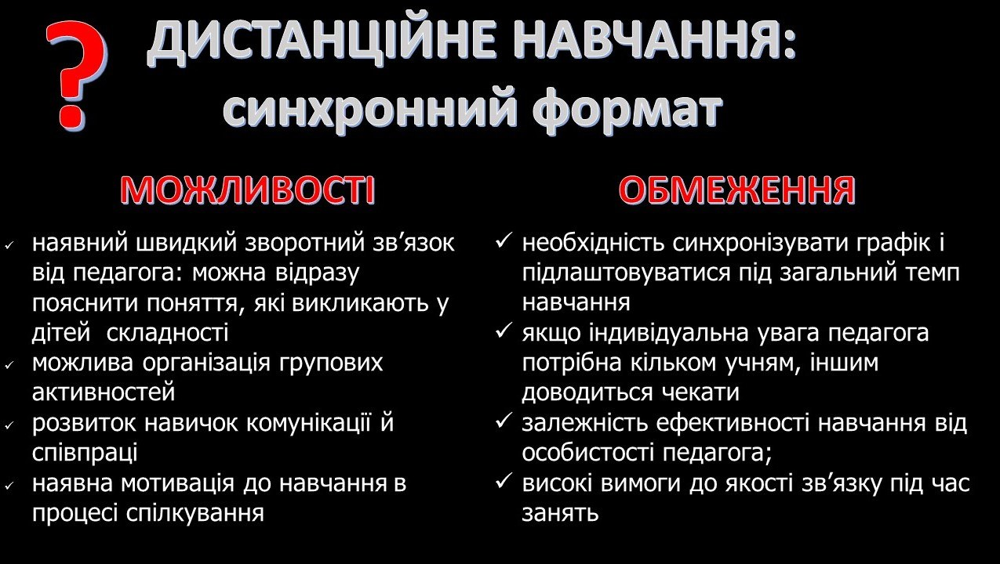 ?
ДИСТАНЦІЙНЕ НАВЧАННЯ:
синхронний формат
МОЖЛИВОСТІ
✓ наявний швидкий зворотний зв’язок
від педагога: можна відразу
пояснити поняття, які викликають у
дітей складності
✓ можлива організація групових
активностей
✓ розвиток навичок комунікації й
співпраці
✓ наявна мотивація до навчання в
процесі спілкування
ОБМЕЖЕННЯ
✓ необхідність синхронізувати графік і
підлаштовуватися під загальний темп
навчання
✓ якщо індивідуальна увага педагога
потрібна кільком учням, іншим
доводиться чекати
✓ залежність ефективності навчання від
особистості педагога;
✓ високі вимоги до якості зв’язку під час
занять